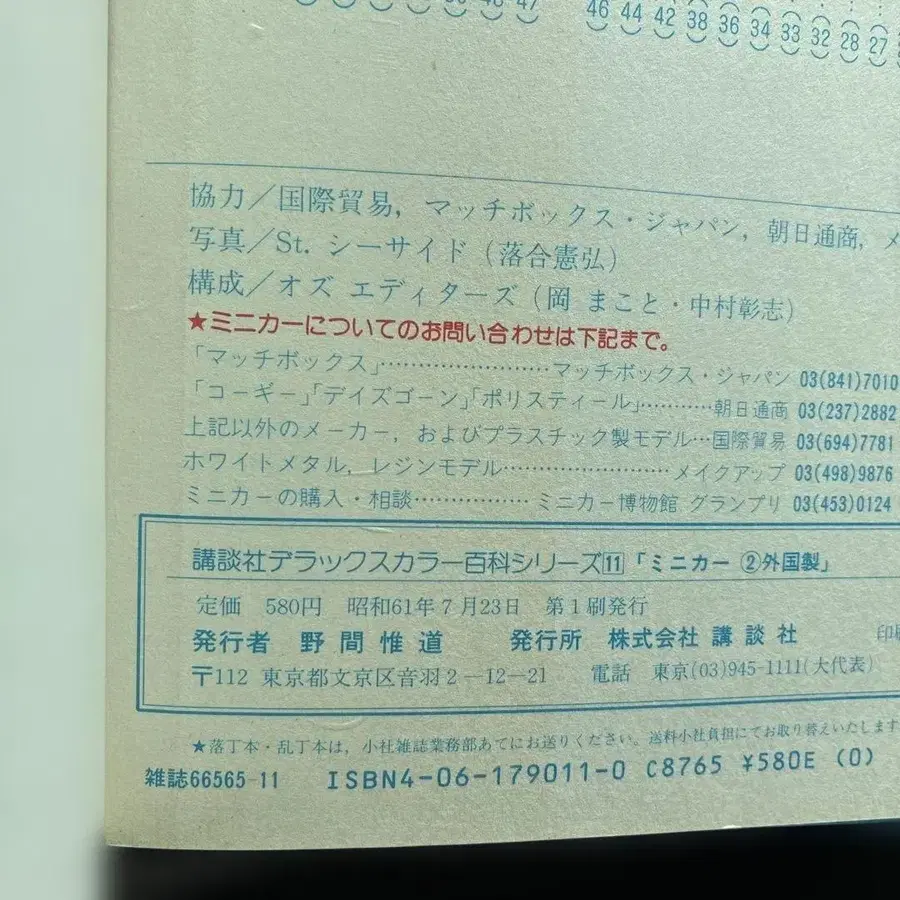 47
46 44 42 38 36 34 33 32 28 27
協力/国際貿易, マッチボックス・ジャパン, 朝日通商, メ
写真/St. シーサイド (落合憲弘)
構成/オズ エディターズ (岡 まこと・中村彰志)
★ミニカーについてのお問い合わせは下記まで。
「マッチボックス」……………………マッチボックス・ジャパン 03(841)7010
「コーギー」「デイズゴーン」「ポリスティール」…………朝日通商 03(237)2882
上記以外のメーカー, およびプラスチック製モデル…国際貿易 03(694)7781
ホワイトメタル, レジンモデル……………………メイクアップ 03(498)9876
ミニカーの購入・相談……………ミニカー博物館 グランプリ 03(453)0124
講談社デラックスカラー百科シリーズ11「ミニカー ②外国製」
定価 580円 昭和61年7月23日 第1刷発行
発行者 野間惟道 発行所 株式会社 講談社 印刷
〒112 東京都文京区音羽2-12-21 電話 東京(03)945-1111(大代表)
★落丁本・乱丁本は, 小社雑誌業務部あてにお送りください。送料小社負担にてお取り替えいたします
雑誌66565-11 ISBN4-06-179011-0 C8765 ¥580E (0)